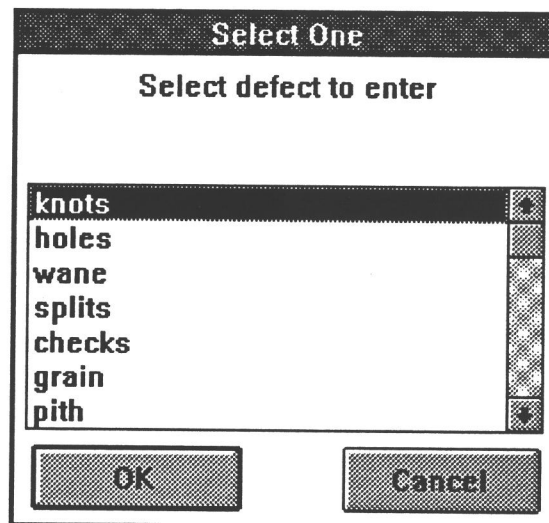 Select One
Select defect to enter
knots
holes
wane
splits
checks
grain
pith
OK
Cancel